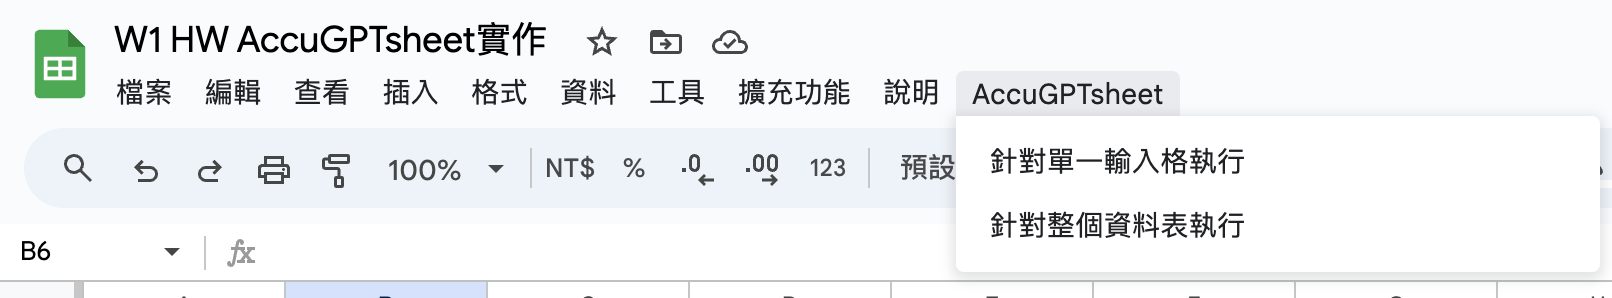 W1 HW AccuGPTsheet實作
檔案 編輯 查看 插入 格式 資料 工具 擴充功能 說明 AccuGPTsheet
100% NT$ % .0 .00 123 預設
針對單一輸入格執行
針對整個資料表執行
B6 fx